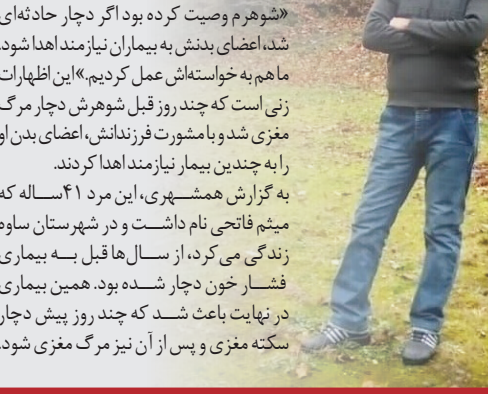 «شوهرم وصیت کرده بود اگر دچار حادثه‌ای
شد، اعضای بدنش به بیماران نیازمند اهدا شود.
ما هم به خواسته‌اش عمل کردیم.» این اظهارات
زنی است که چند روز قبل شوهرش دچار مرگ
مغزی شد و با مشورت فرزندانش، اعضای بدن او
را به چندین بیمار نیازمند اهدا کردند.
به گزارش همشهری، این مرد ۴۱ساله که
میثم فاتحی نام داشت و در شهرستان ساوه
زندگی می‌کرد، از سال‌ها قبل به بیماری
فشار خون دچار شده بود. همین بیماری
در نهایت باعث شد که چند روز پیش دچار
سکته مغزی و پس از آن نیز مرگ مغزی شود.